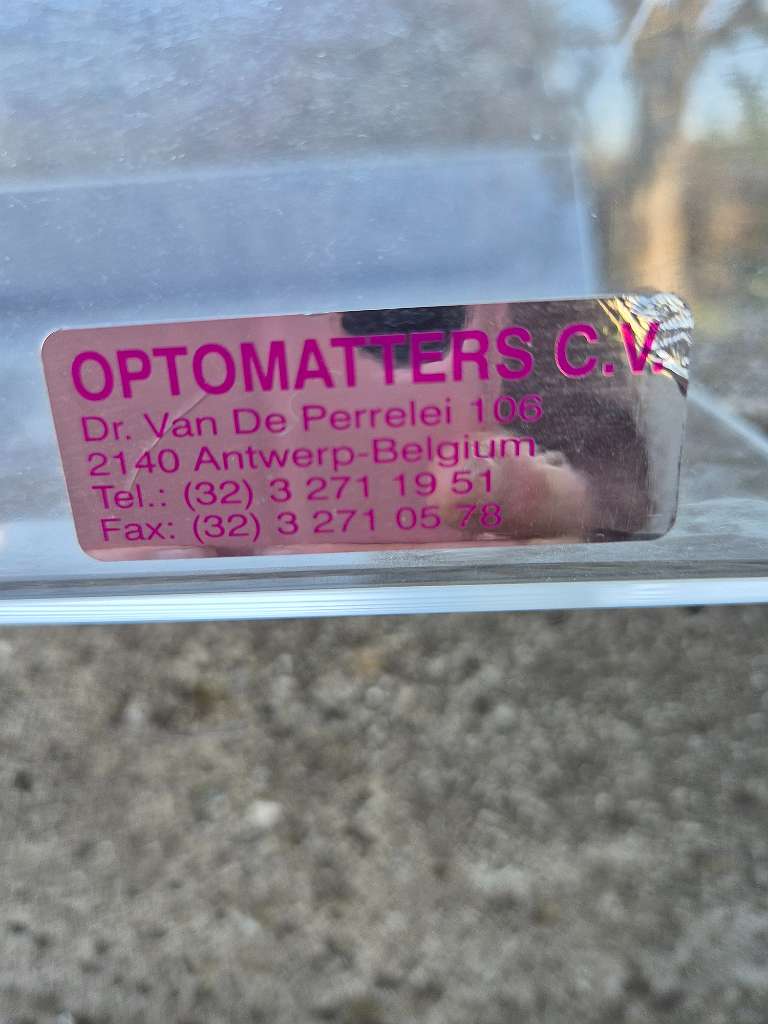 OPTOMATTERS C.V.
Dr. Van De Perrelei 106
2140 Antwerp-Belgium
Tel.: (32) 3 271 19 51
Fax: (32) 3 271 05 78